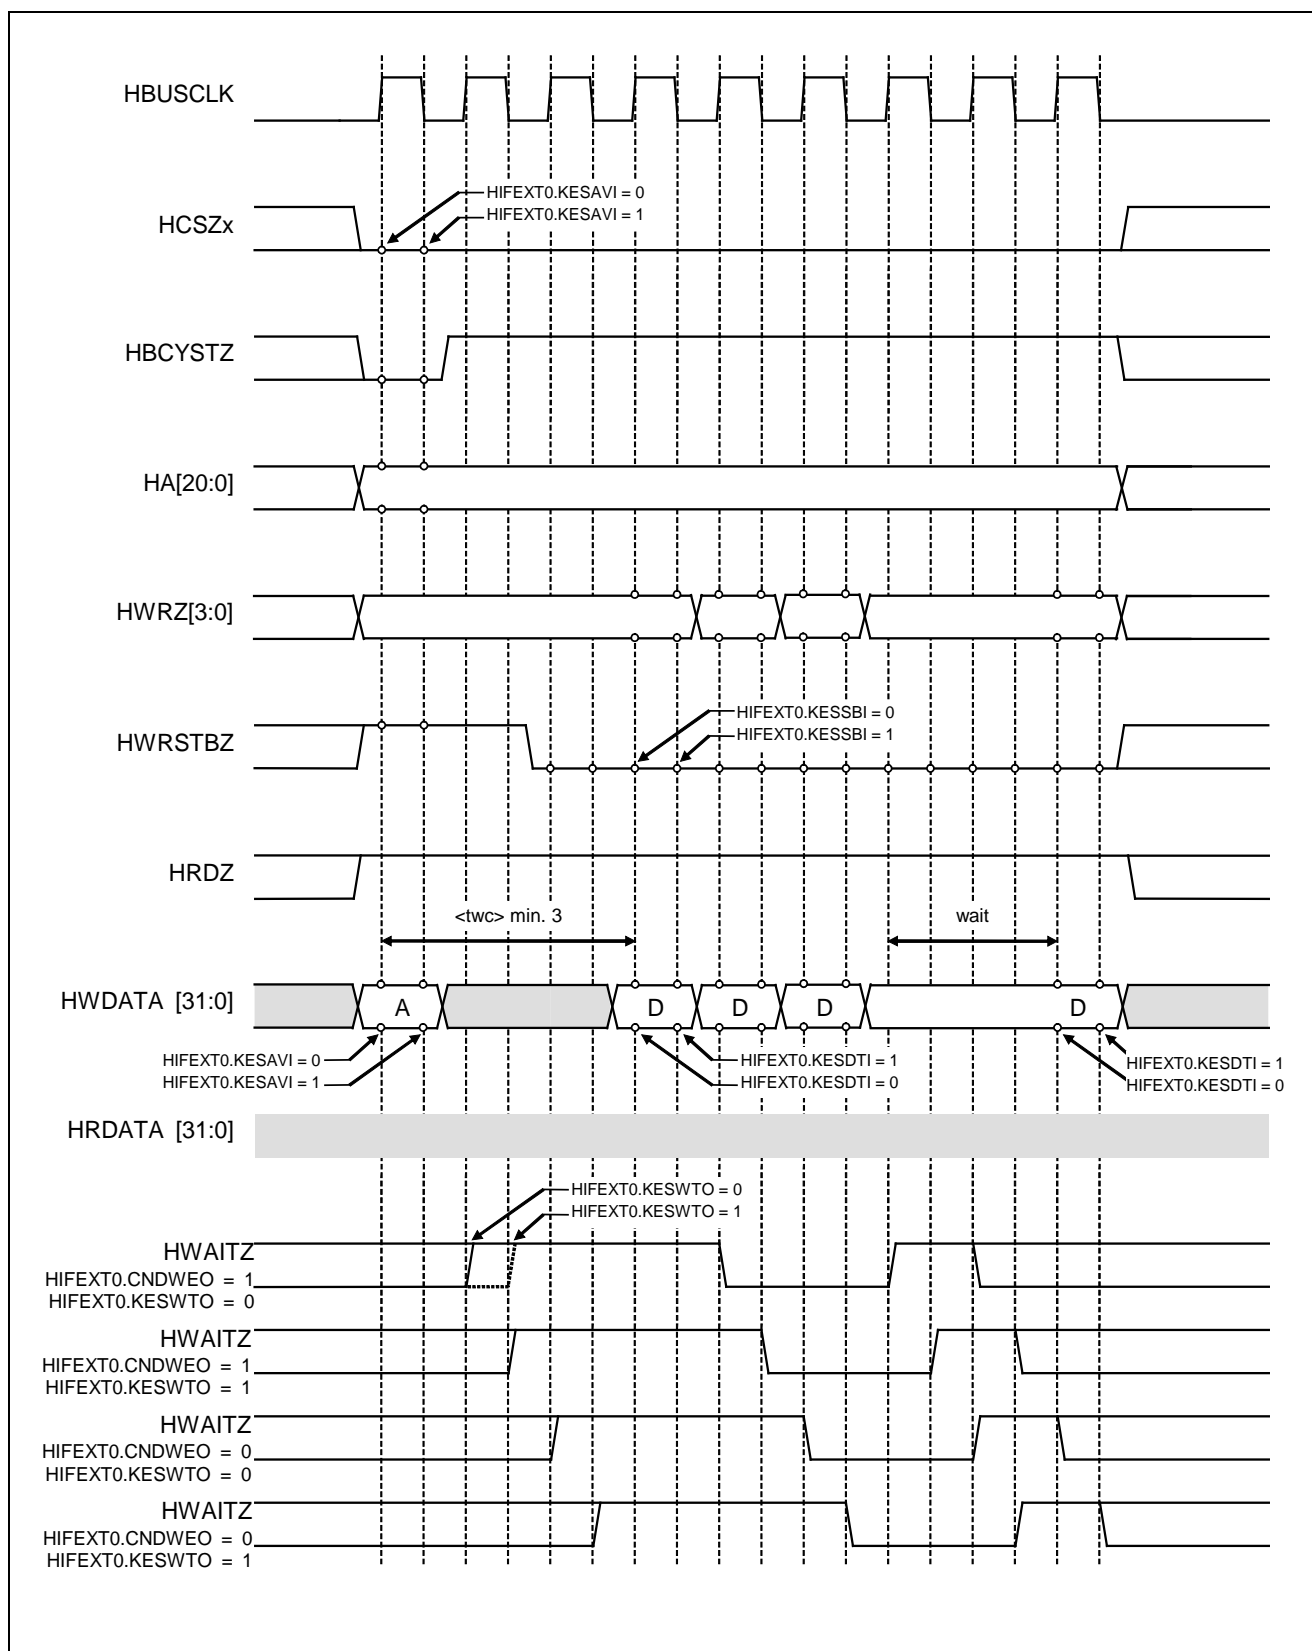 HBUSCLK
HIFEXT0.KESAVI = 0
HIFEXT0.KESAVI = 1
HCSZx
HBCYSTZ
HA[20:0]
HWRZ[3:0]
HIFEXT0.KESSBI = 0
HIFEXT0.KESSBI = 1
HWRSTBZ
HRDZ
<twc> min. 3
wait
HWDATA [31:0]
A
D
D
D
D
HIFEXT0.KESAVI = 0
HIFEXT0.KESAVI = 1
HIFEXT0.KESDTI = 1
HIFEXT0.KESDTI = 0
HIFEXT0.KESDTI = 1
HIFEXT0.KESDTI = 0
HRDATA [31:0]
HIFEXT0.KESWTO = 0
HIFEXT0.KESWTO = 1
HWAITZ
HIFEXT0.CNDWEO = 1
HIFEXT0.KESWTO = 0
HWAITZ
HIFEXT0.CNDWEO = 1
HIFEXT0.KESWTO = 1
HWAITZ
HIFEXT0.CNDWEO = 0
HIFEXT0.KESWTO = 0
HWAITZ
HIFEXT0.CNDWEO = 0
HIFEXT0.KESWTO = 1